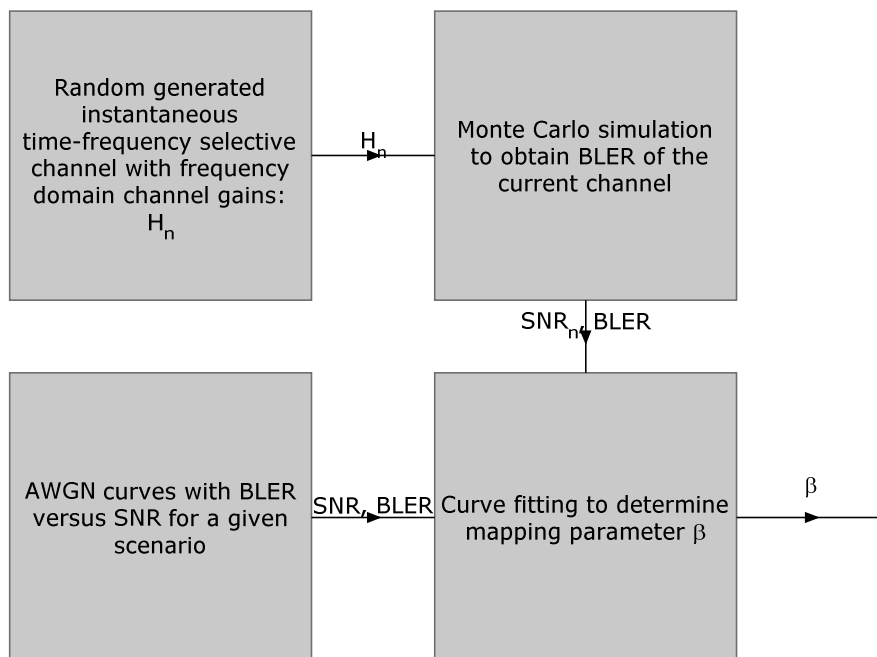 Random generated
instantaneous
time-frequency selective
channel with frequency
domain channel gains:
Hn
Hn
Monte Carlo simulation
to obtain BLER of the
current channel
SNRn, BLER
AWGN curves with BLER
versus SNR for a given
scenario
SNR, BLER
Curve fitting to determine
mapping parameter β
β